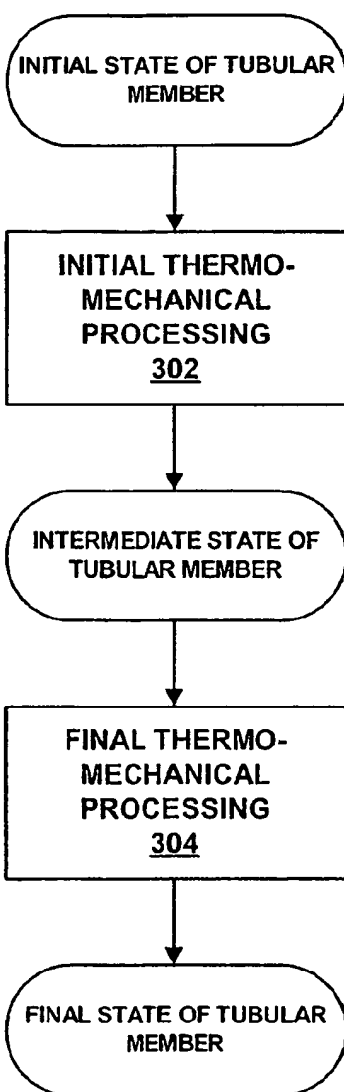 INITIAL STATE OF TUBULAR
MEMBER
INITIAL THERMO-
MECHANICAL
PROCESSING
302
INTERMEDIATE STATE OF
TUBULAR MEMBER
FINAL THERMO-
MECHANICAL
PROCESSING
304
FINAL STATE OF TUBULAR
MEMBER